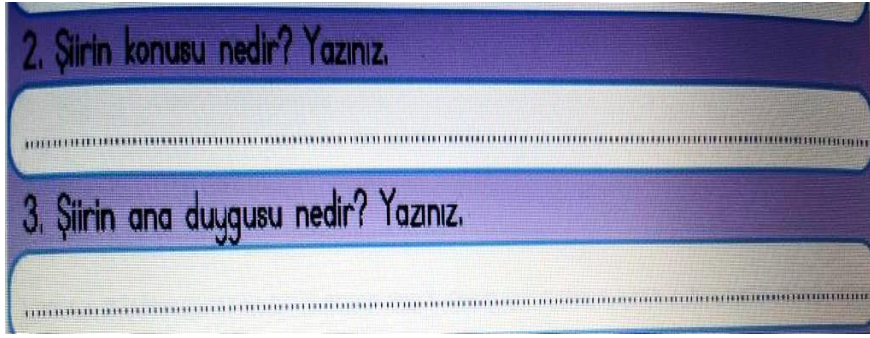 2. Şiirin konusu nedir? Yazınız.
3. Şiirin ana duygusu nedir? Yazınız.